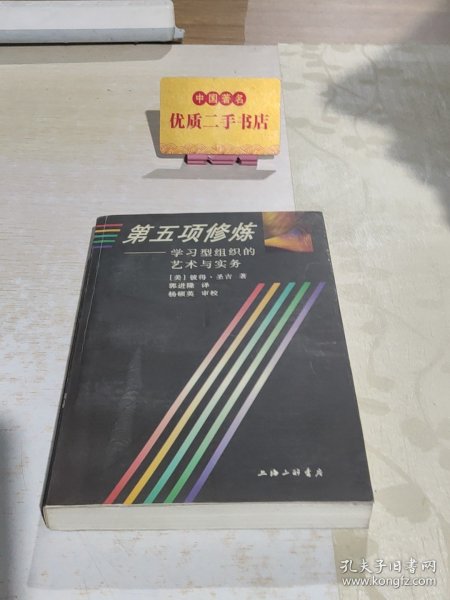 中国著名
优质二手书店
第五项修炼
——学习型组织的
艺术与实务
[美] 彼得·圣吉 著
郭进隆 译
杨硕英 审校
上海三联书店
孔夫子旧书网
www.kongfz.com